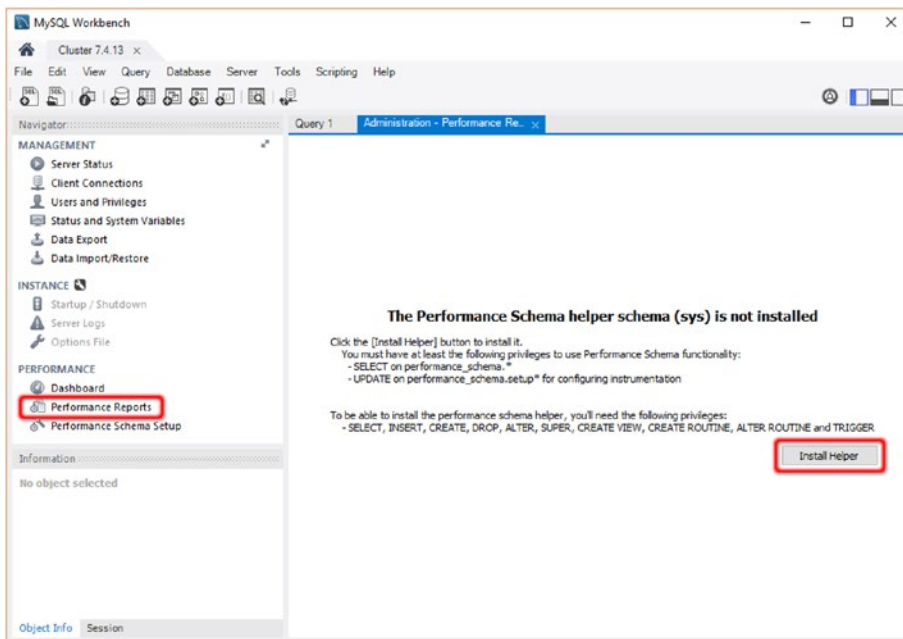 MySQL Workbench
Cluster 7.4.13
File Edit View Query Database Server Tools Scripting Help
Navigator
Query 1
Administration - Performance Re..
MANAGEMENT
Server Status
Client Connections
Users and Privileges
Status and System Variables
Data Export
Data Import/Restore
INSTANCE
Startup / Shutdown
Server Logs
Options File
PERFORMANCE
Dashboard
Performance Reports
Performance Schema Setup
The Performance Schema helper schema (sys) is not installed
Click the [Install Helper] button to install it.
You must have at least the following privileges to use Performance Schema functionality:
- SELECT on performance_schema.*
- UPDATE on performance_schema.setup* for configuring instrumentation
To be able to install the performance schema helper, you'll need the following privileges:
- SELECT, INSERT, CREATE, DROP, ALTER, SUPER, CREATE VIEW, CREATE ROUTINE, ALTER ROUTINE and TRIGGER
Install Helper
Information
No object selected
Object Info Session